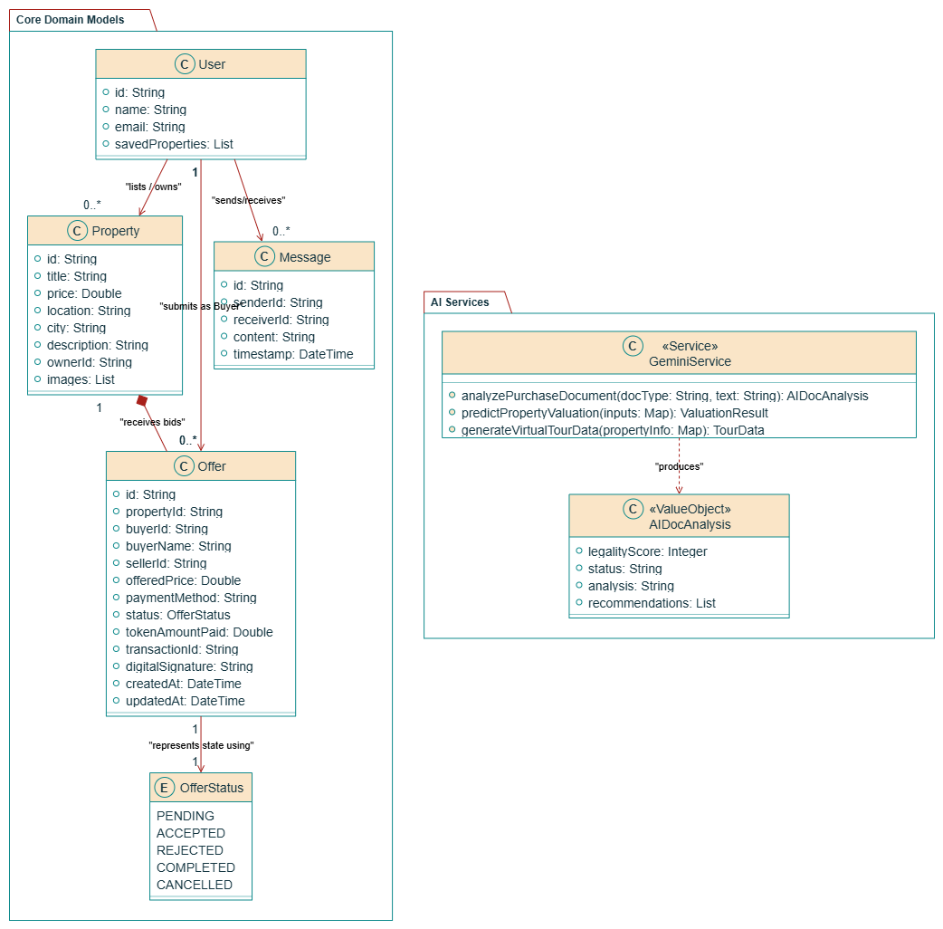 Core Domain Models
C User
id: String
name: String
email: String
savedProperties: List
1
"lists / owns"
"sends/receives"
0..*
0..*
C Property
id: String
title: String
price: Double
location: String
city: String
description: String
ownerId: String
images: List
C Message
id: String
senderId: String
receiverId: String
content: String
timestamp: DateTime
"submits as Buyer"
1
"receives bids"
0..*
C Offer
id: String
propertyId: String
buyerId: String
buyerName: String
sellerId: String
offeredPrice: Double
paymentMethod: String
status: OfferStatus
tokenAmountPaid: Double
transactionId: String
digitalSignature: String
createdAt: DateTime
updatedAt: DateTime
1
"represents state using"
1
E OfferStatus
PENDING
ACCEPTED
REJECTED
COMPLETED
CANCELLED
AI Services
C «Service»
GeminiService
analyzePurchaseDocument(docType: String, text: String): AIDocAnalysis
predictPropertyValuation(inputs: Map): ValuationResult
generateVirtualTourData(propertyInfo: Map): TourData
"produces"
C «ValueObject»
AIDocAnalysis
legalityScore: Integer
status: String
analysis: String
recommendations: List